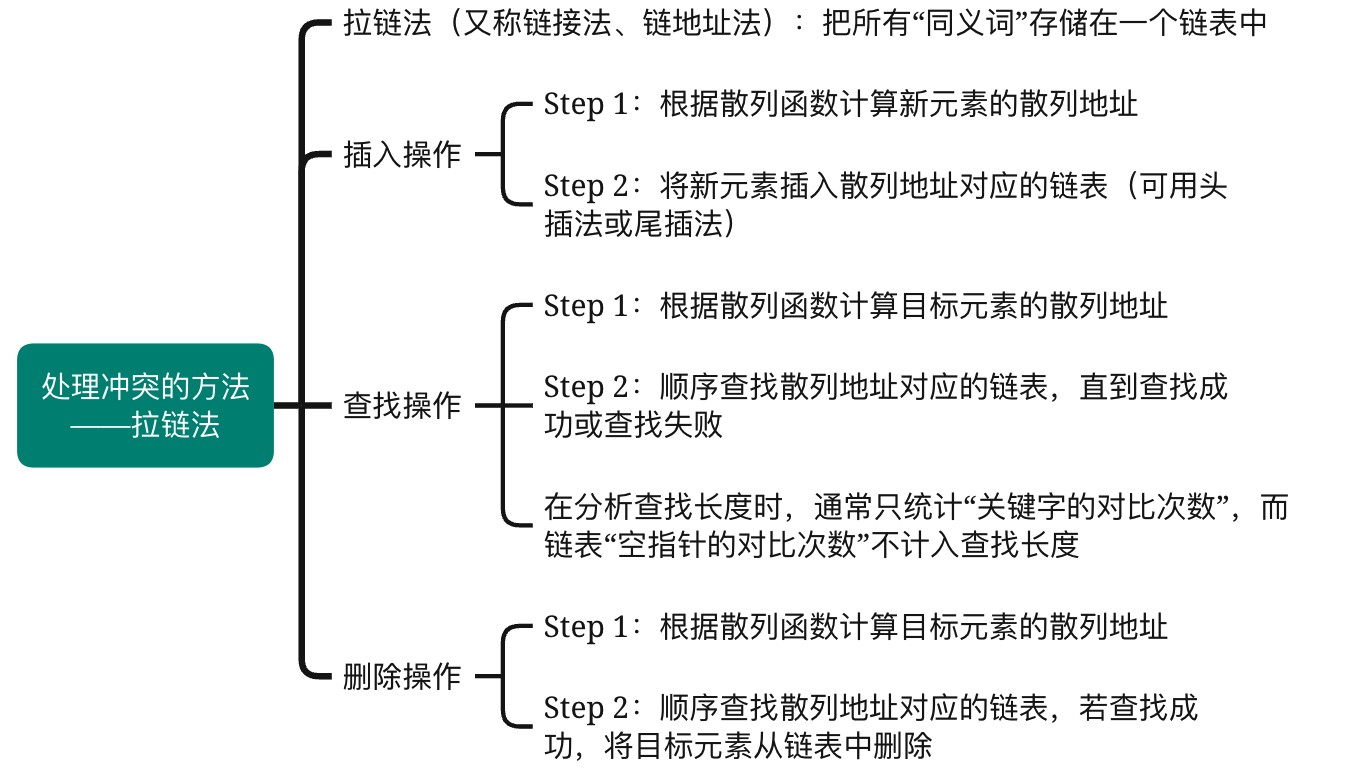 拉链法（又称链接法、链地址法）：把所有“同义词”存储在一个链表中
插入操作
Step 1：根据散列函数计算新元素的散列地址
Step 2：将新元素插入散列地址对应的链表（可用头
插法或尾插法）
处理冲突的方法
——拉链法
查找操作
Step 1：根据散列函数计算目标元素的散列地址
Step 2：顺序查找散列地址对应的链表，直到查找成
功或查找失败
在分析查找长度时，通常只统计“关键字的对比次数”，而
链表“空指针的对比次数”不计入查找长度
删除操作
Step 1：根据散列函数计算目标元素的散列地址
Step 2：顺序查找散列地址对应的链表，若查找成
功，将目标元素从链表中删除